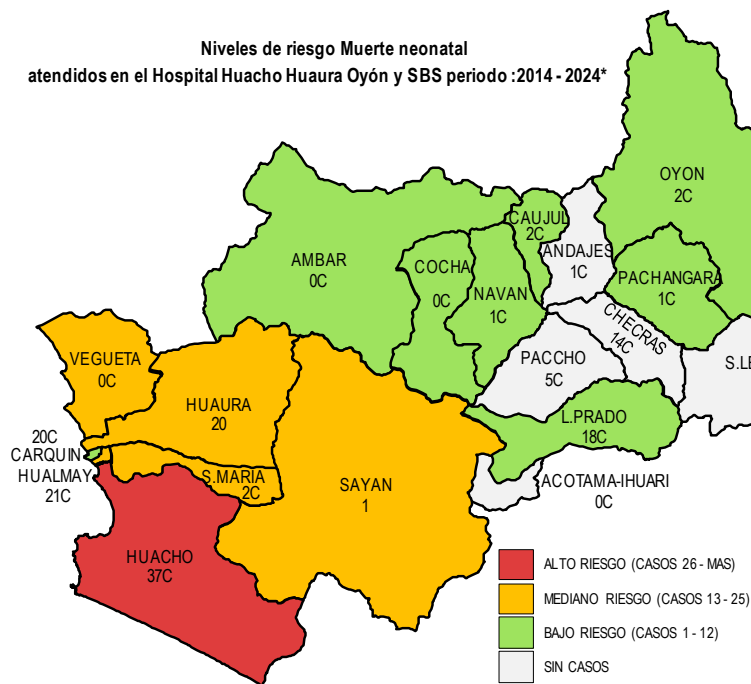 Niveles de riesgo Muerte neonatal
atendidos en el Hospital Huacho Huaura Oyón y SBS periodo :2014 - 2024*
OYON
2C
CAUJUL
2C
ANDAJES
1C
AMBAR
0C
COCHA
0C
NAVAN
1C
PACHANGARA
1C
CHECRAS
14C
VEGUETA
0C
PACCHO
5C
S.LE
HUAURA
20
L.PRADO
18C
20C
CARQUIN
HUALMAY
21C
S.MARIA
2C
SAYAN
1
ACOTAMA-IHUARI
0C
HUACHO
37C
ALTO RIESGO (CASOS 26 - MAS)
MEDIANO RIESGO (CASOS 13 - 25)
BAJO RIESGO (CASOS 1 - 12)
SIN CASOS